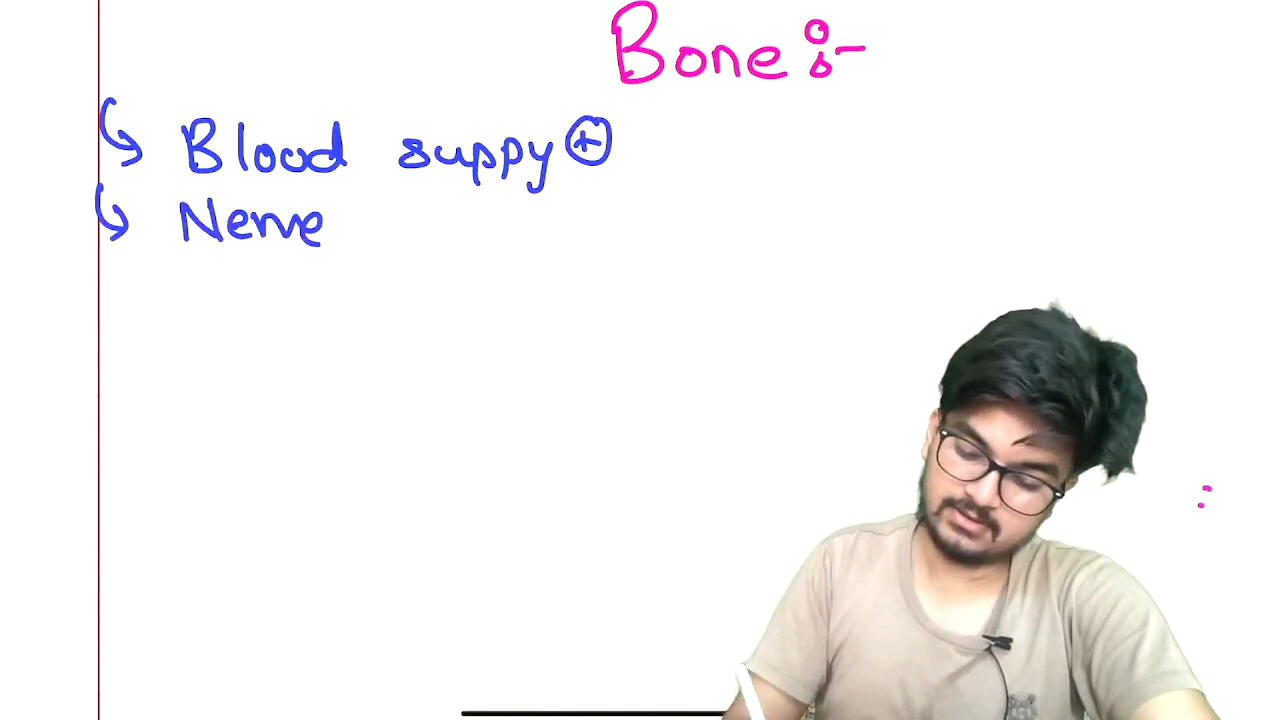 Bone :-
↳ Blood suppy ⊕
↳ Nerve